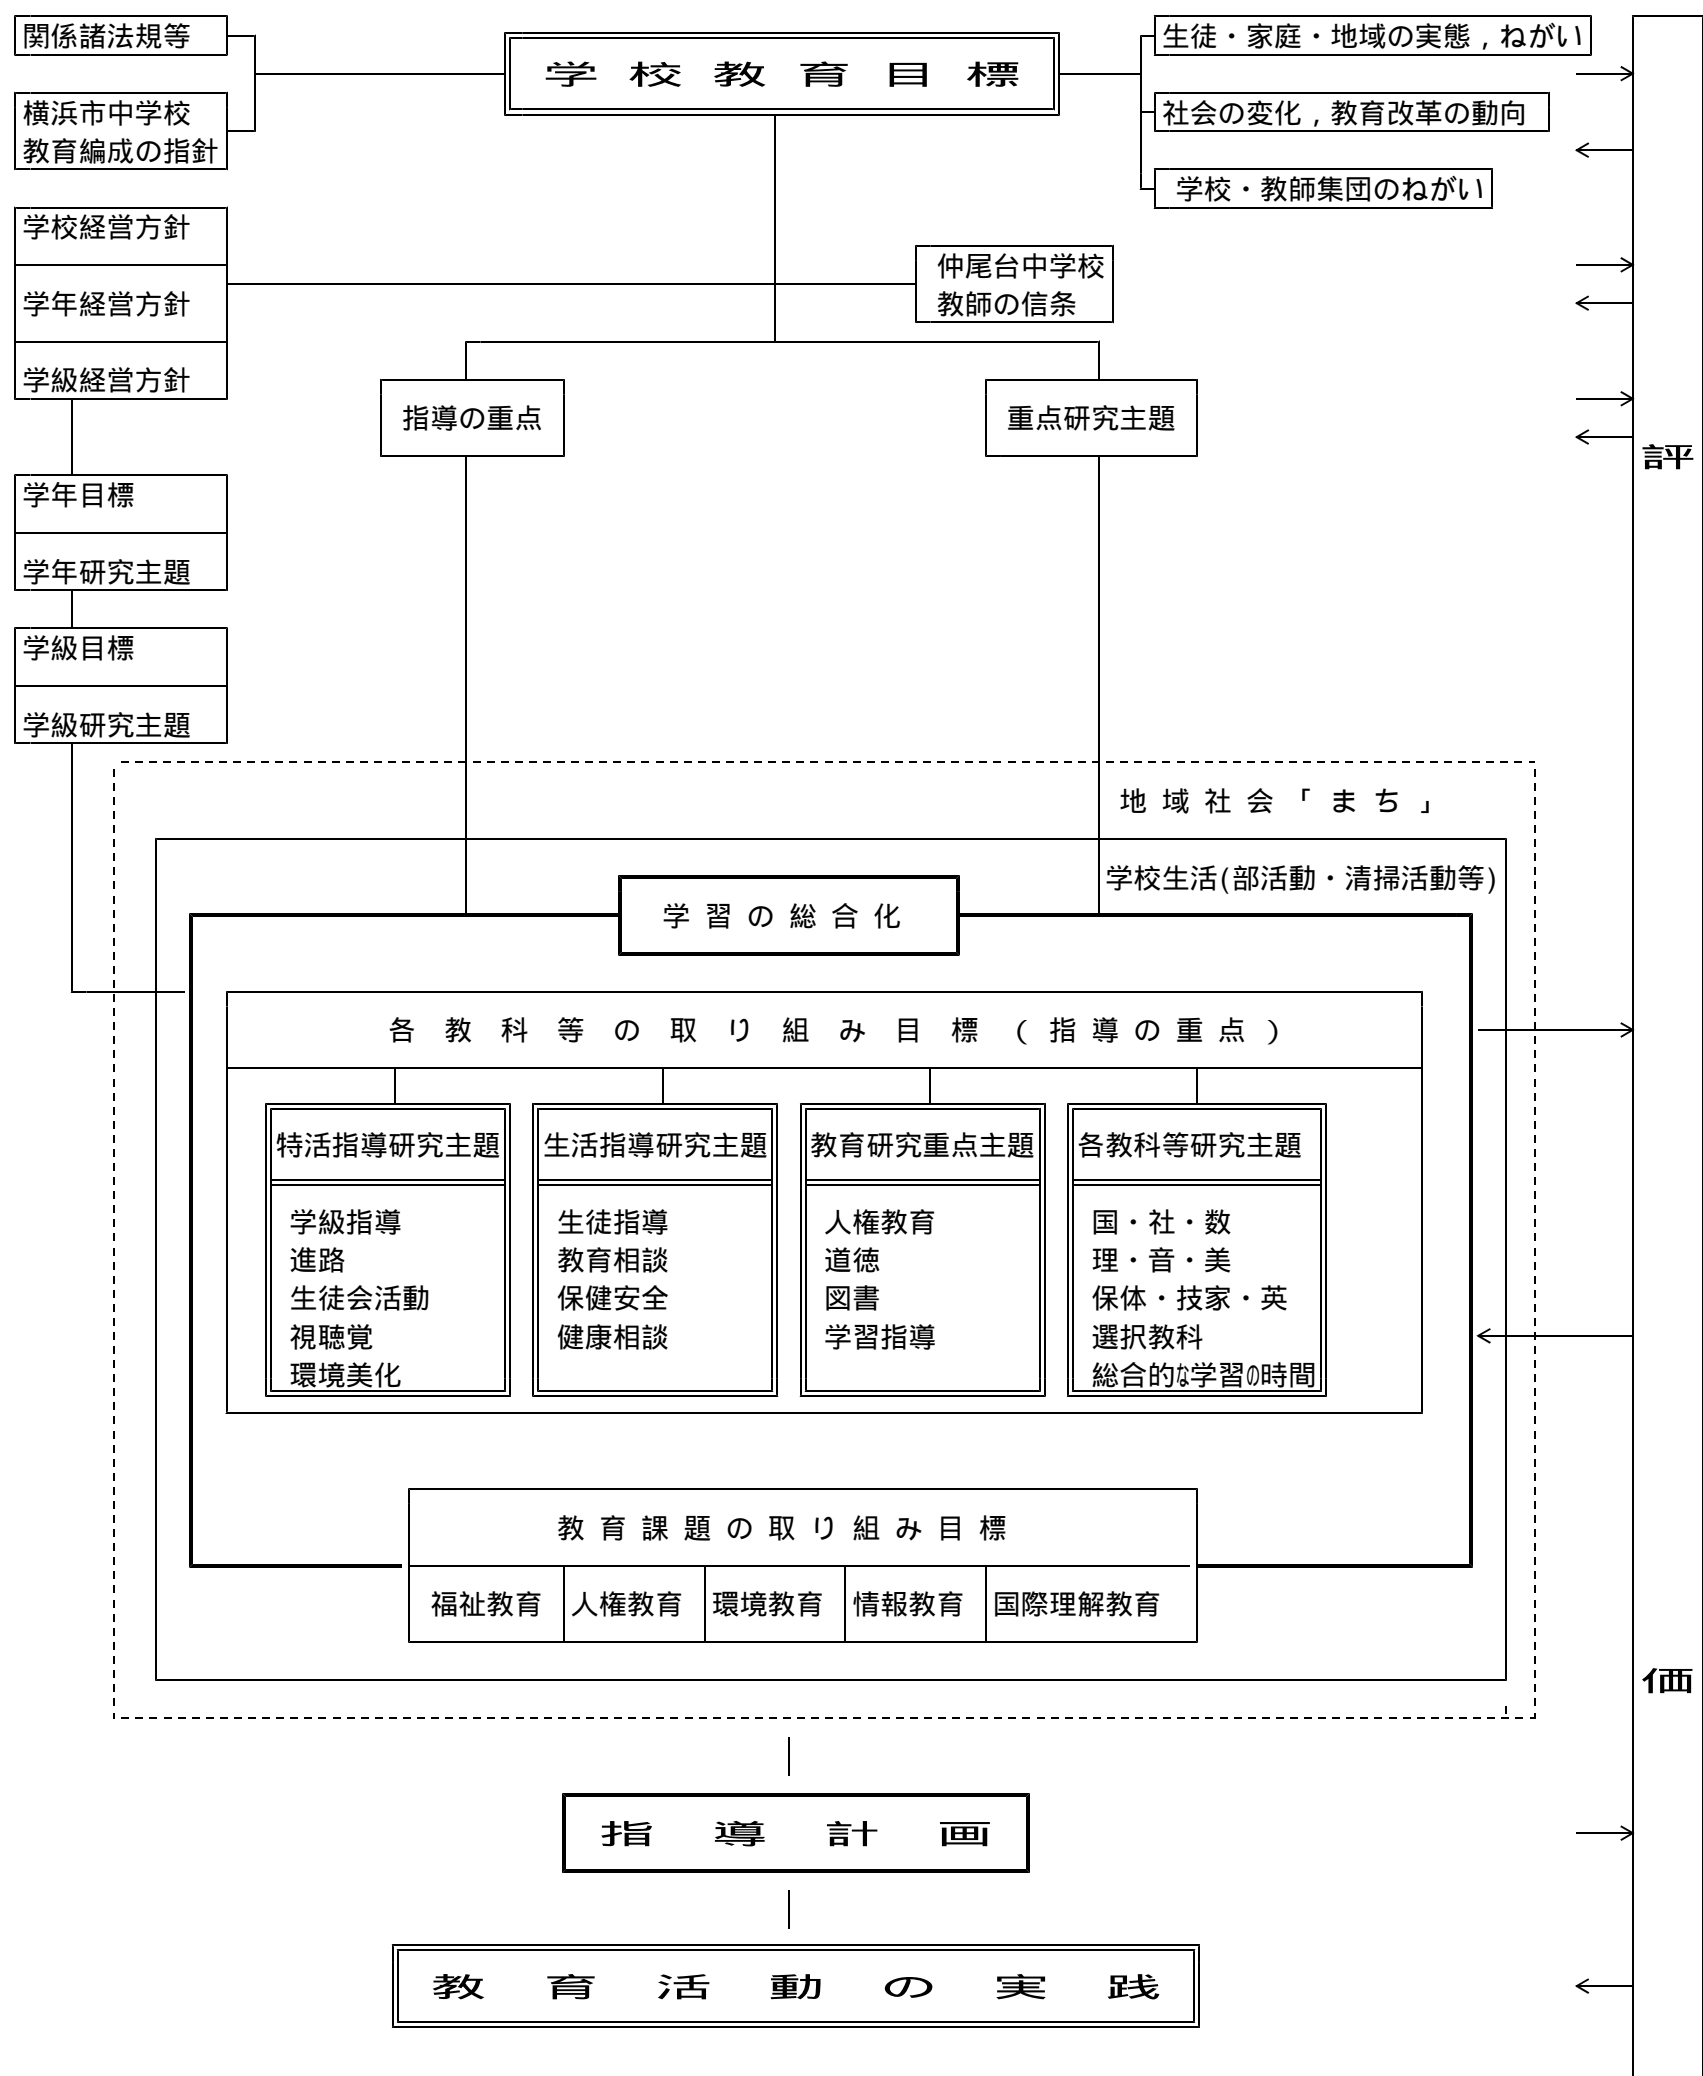 関係諸法規等
学校教育目標
生徒・家庭・地域の実態，ねがい
横浜市中学校
教育編成の指針
社会の変化，教育改革の動向
学校・教師集団のねがい
学校経営方針
学年経営方針
学級経営方針
仲尾台中学校
教師の信条
指導の重点
重点研究主題
評
学年目標
学年研究主題
学級目標
学級研究主題
地域社会「まち」
学校生活(部活動・清掃活動等)
学習の総合化
各教科等の取り組み目標(指導の重点)
特活指導研究主題
学級指導
進路
生徒会活動
視聴覚
環境美化
生活指導研究主題
生徒指導
教育相談
保健安全
健康相談
教育研究重点主題
人権教育
道徳
図書
学習指導
各教科等研究主題
国・社・数
理・音・美
保体・技家・英
選択教科
総合的な学習の時間
教育課題の取り組み目標
福祉教育
人権教育
環境教育
情報教育
国際理解教育
価
指導計画
教育活動の実践